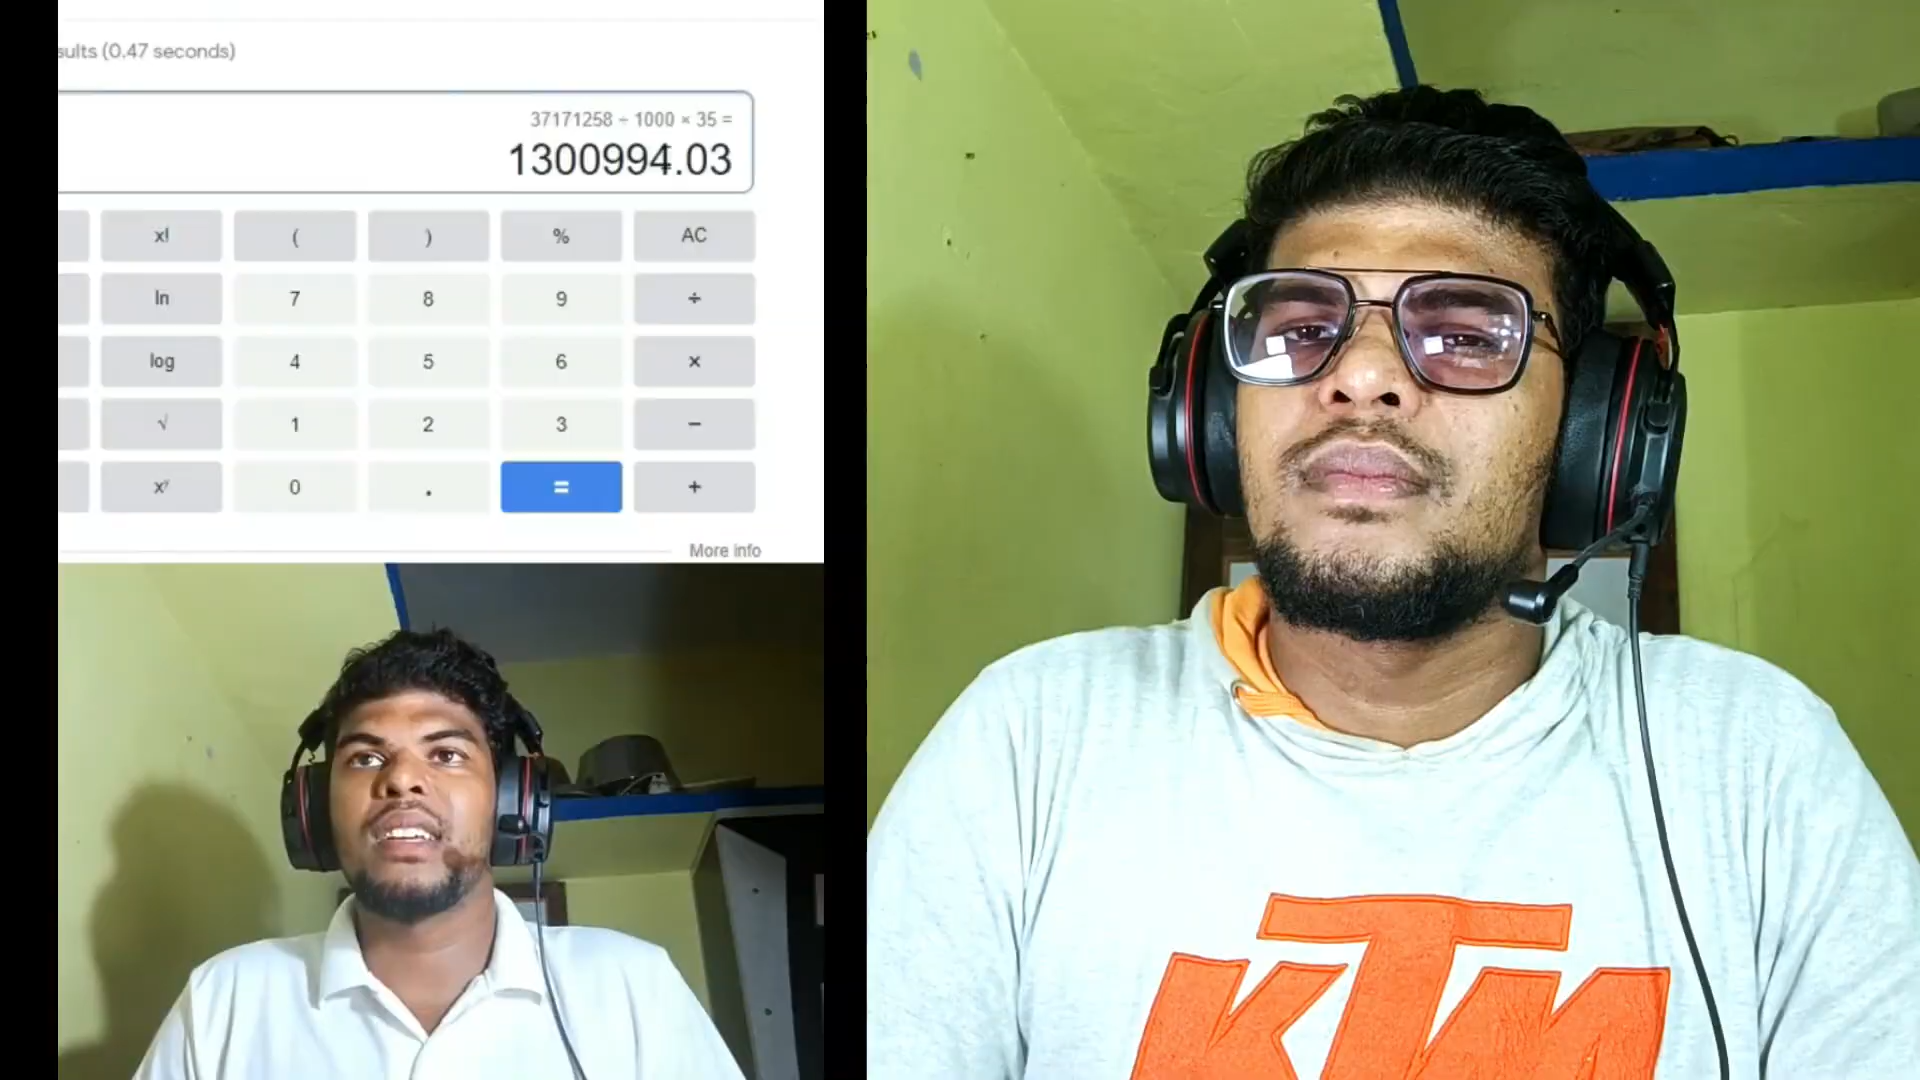 sults (0.47 seconds)
37171258 ÷ 1000 × 35 =
1300994.03
x! ( ) % AC
ln 7 8 9 ÷
log 4 5 6 ×
√ 1 2 3 −
xʸ 0 . = +
More info
KTM